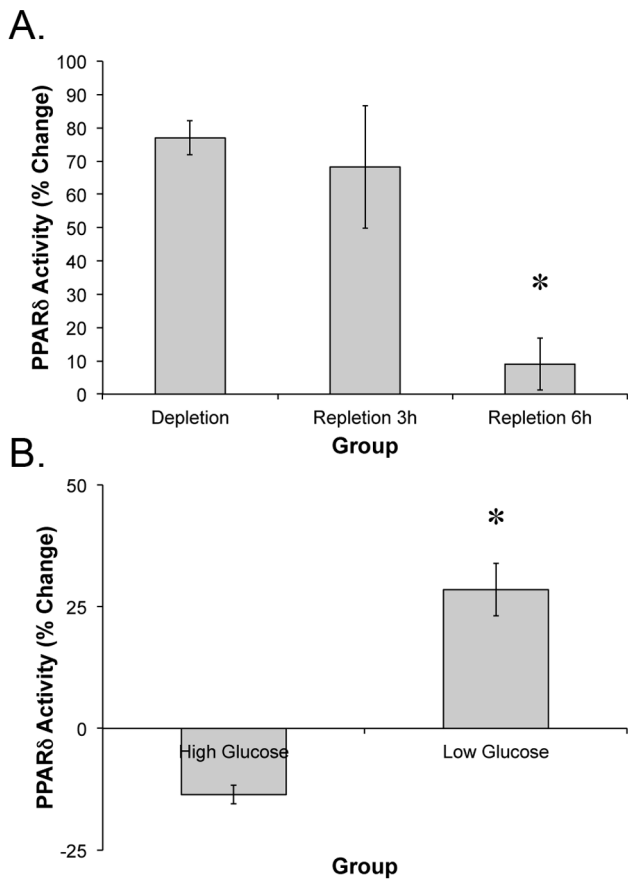 A.
PPARδ Activity (% Change)
100
90
80
70
60
50
40
30
20
10
0
*
Depletion Repletion 3h Repletion 6h
Group
B.
PPARδ Activity (% Change)
50
25
0
-25
*
High Glucose Low Glucose
Group